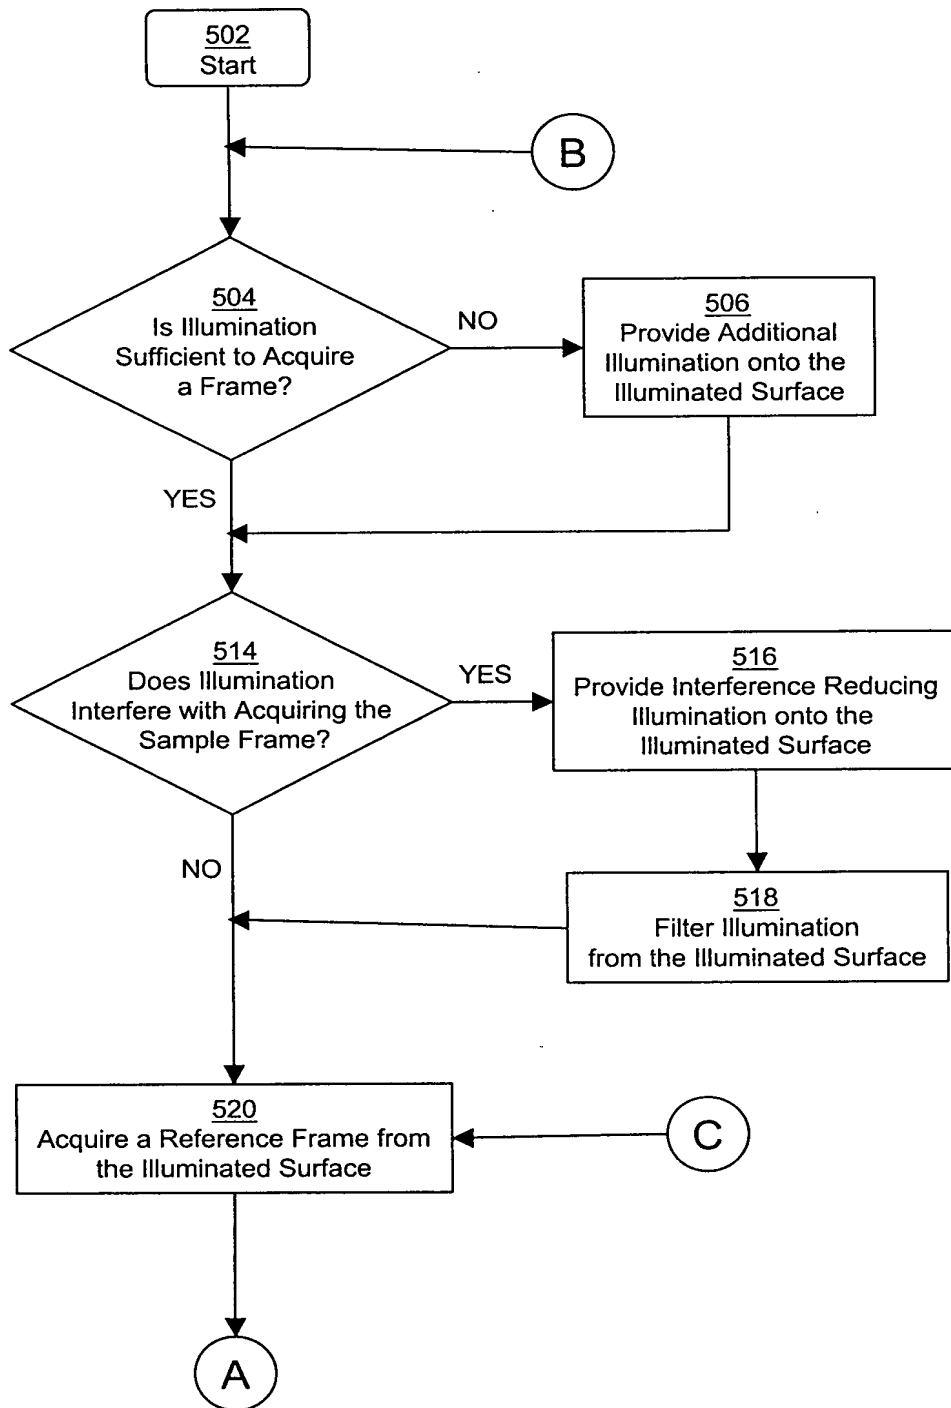 502
Start
B
504
Is Illumination
Sufficient to Acquire
a Frame?
NO
506
Provide Additional
Illumination onto the
Illuminated Surface
YES
514
Does Illumination
Interfere with Acquiring the
Sample Frame?
YES
516
Provide Interference Reducing
Illumination onto the
Illuminated Surface
NO
518
Filter Illumination
from the Illuminated Surface
520
Acquire a Reference Frame from
the Illuminated Surface
C
A